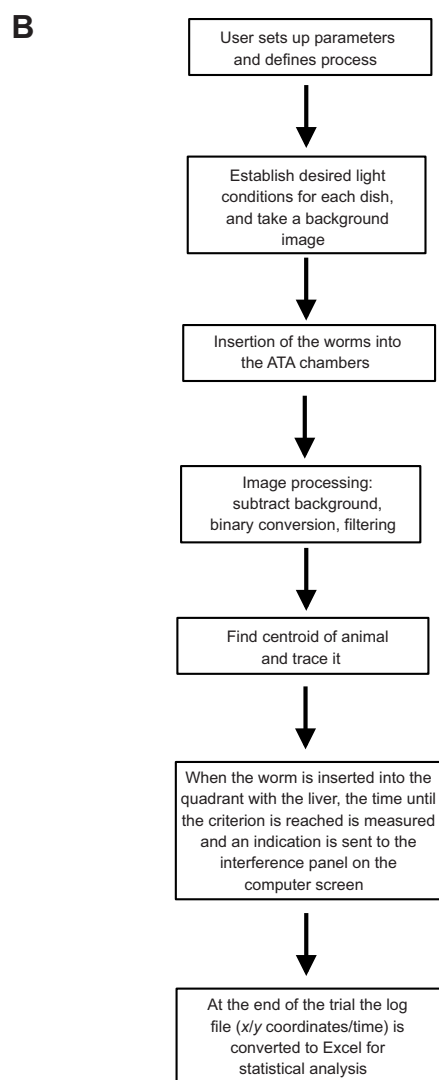 B
User sets up parameters
and defines process
Establish desired light
conditions for each dish,
and take a background
image
Insertion of the worms into
the ATA chambers
Image processing:
subtract background,
binary conversion, filtering
Find centroid of animal
and trace it
When the worm is inserted into the
quadrant with the liver, the time until
the criterion is reached is measured
and an indication is sent to the
interference panel on the
computer screen
At the end of the trial the log
file (x/y coordinates/time) is
converted to Excel for
statistical analysis